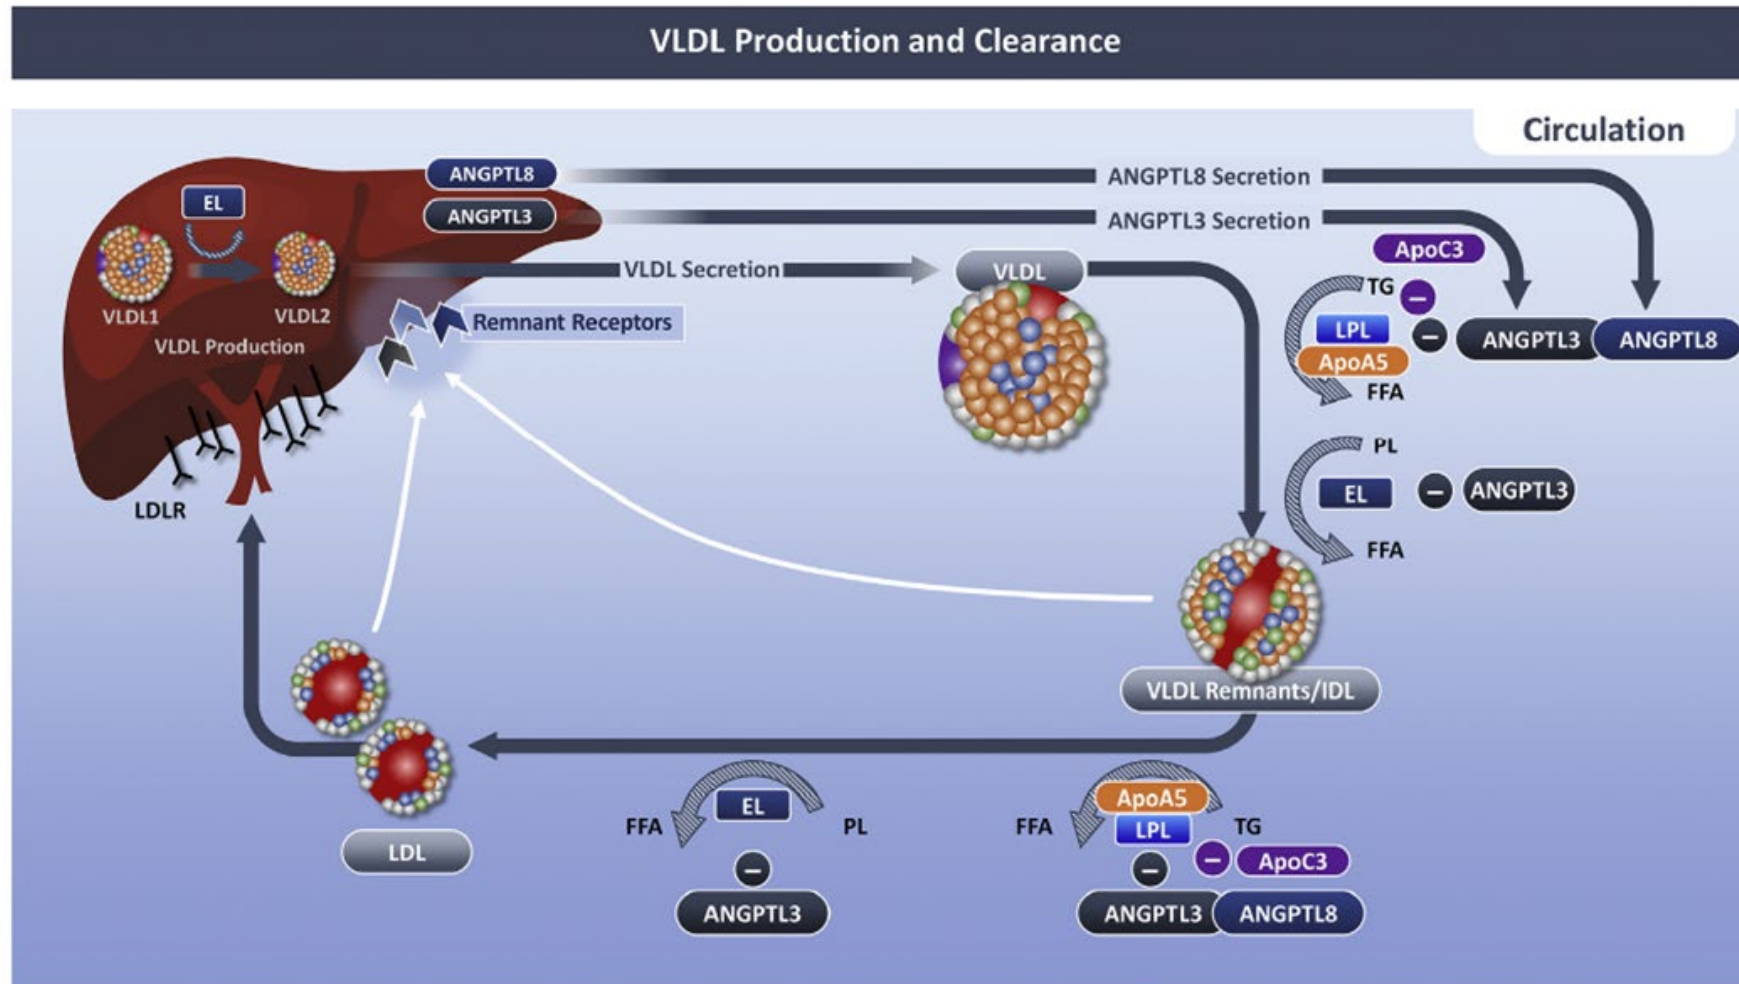 VLDL Production and Clearance
Circulation
ANGPTL8
ANGPTL8 Secretion
EL
ANGPTL3
ANGPTL3 Secretion
VLDL1
VLDL2
VLDL Production
VLDL Secretion
VLDL
Remnant Receptors
LDLR
ApoC3
TG
–
LPL
ApoA5
–
ANGPTL3
ANGPTL8
FFA
PL
EL
–
ANGPTL3
FFA
VLDL Remnants/IDL
LDL
FFA
EL
PL
–
ANGPTL3
FFA
ApoA5
LPL
TG
–
–
ApoC3
ANGPTL3
ANGPTL8